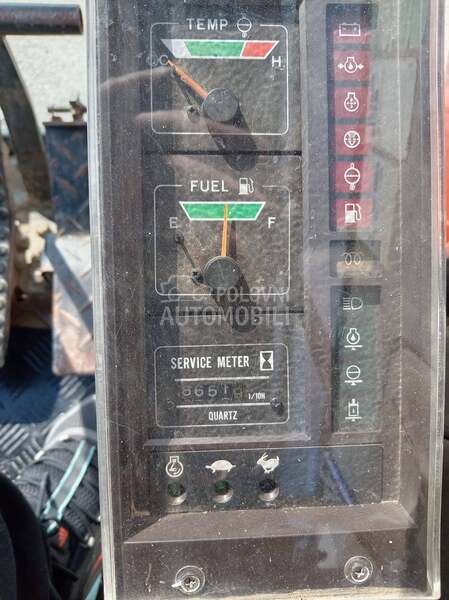 TEMP
C H
FUEL
E F
POLOVNI
AUTOMOBILI
SERVICE METER
1/10H
QUARTZ